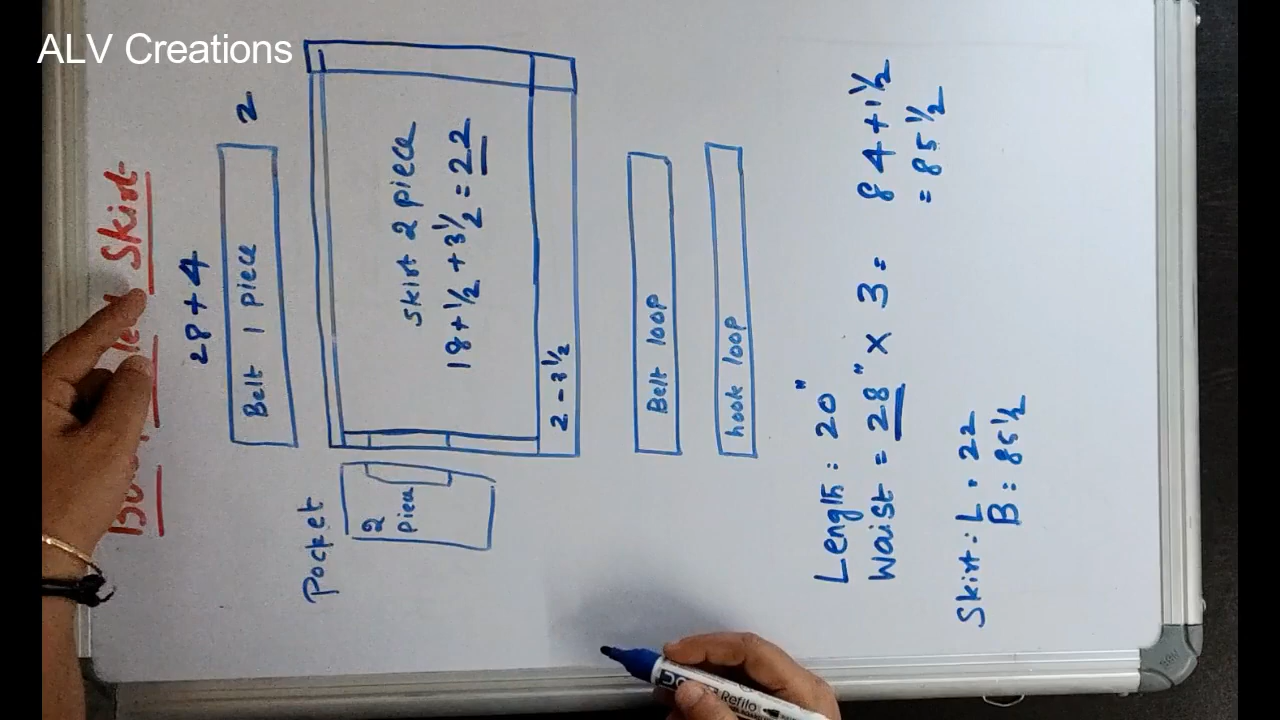 ALV Creations
Skirt
28 + 4
Belt 1 piece
2
skirt 2 piece
18 + ½ + 3½ = 22
2 - 3½
Pocket
2
piece
Belt loop
hook loop
Length : 20"
Waist = 28" x 3 = 84 + 1½
= 85½
Skirt : L : 22
B : 85½
Refilo